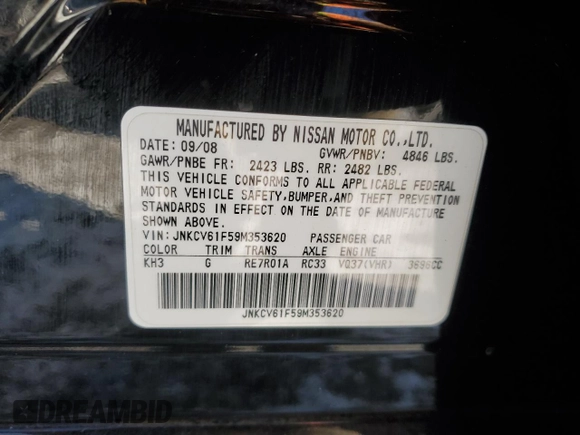 MANUFACTURED BY NISSAN MOTOR CO.,LTD.
DATE: 09/08 GVWR/PNBV: 4846 LBS.
GAWR/PNBE FR: 2423 LBS. RR: 2482 LBS.
THIS VEHICLE CONFORMS TO ALL APPLICABLE FEDERAL
MOTOR VEHICLE SAFETY,BUMPER,AND THEFT PREVENTION
STANDARDS IN EFFECT ON THE DATE OF MANUFACTURE
SHOWN ABOVE.
VIN: JNKCV61F59M353620 PASSENGER CAR
COLOR TRIM TRANS AXLE ENGINE
KH3 G RE7R01A RC33 VQ37(VHR) 3696CC
JNKCV61F59M353620
DREAMBID